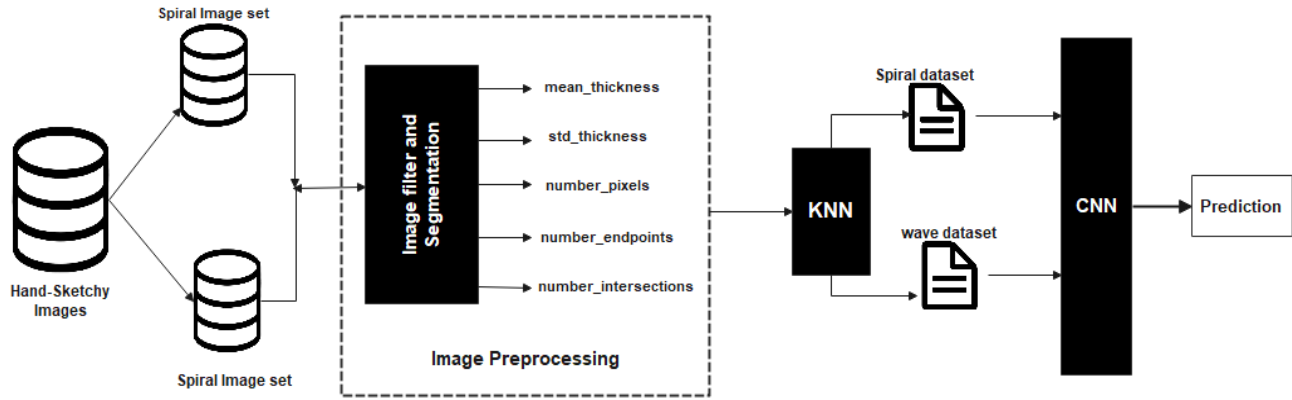 Spiral Image set
Hand-Sketchy
Images
Spiral Image set
Image filter and
Segmentation
mean_thickness
std_thickness
number_pixels
number_endpoints
number_intersections
Image Preprocessing
KNN
Spiral dataset
wave dataset
CNN
Prediction